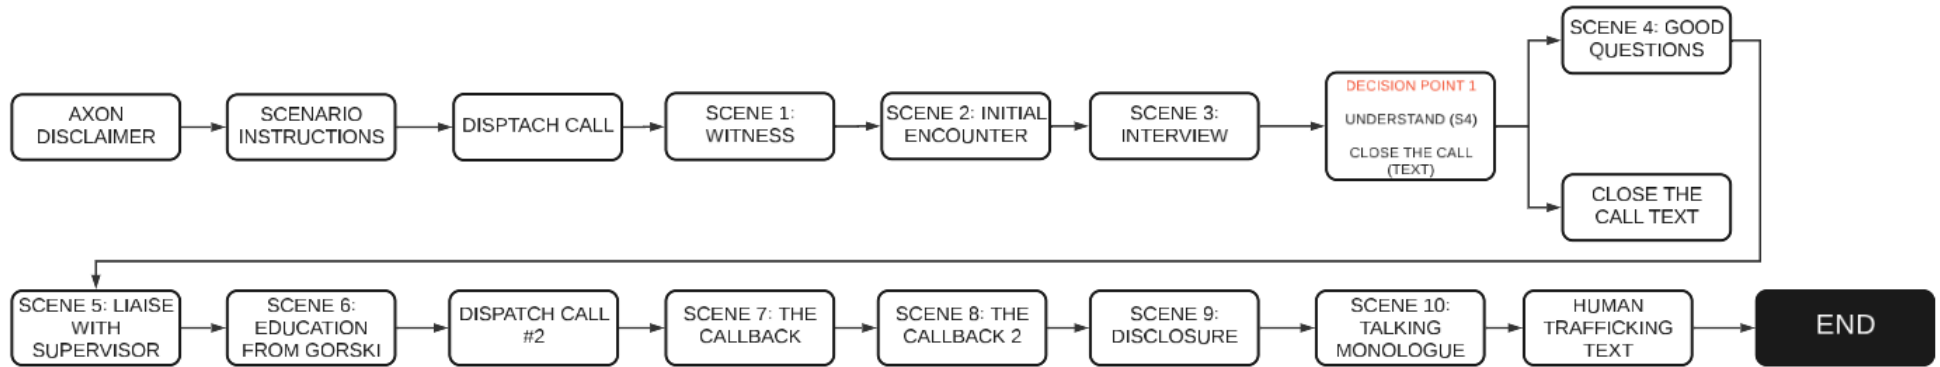 AXON
DISCLAIMER
SCENARIO
INSTRUCTIONS
DISPTACH CALL
SCENE 1:
WITNESS
SCENE 2: INITIAL
ENCOUNTER
SCENE 3:
INTERVIEW
DECISION POINT 1
UNDERSTAND (S4)
CLOSE THE CALL
(TEXT)
SCENE 4: GOOD
QUESTIONS
CLOSE THE
CALL TEXT
SCENE 5: LIAISE
WITH
SUPERVISOR
SCENE 6:
EDUCATION
FROM GORSKI
DISPATCH CALL
#2
SCENE 7: THE
CALLBACK
SCENE 8: THE
CALLBACK 2
SCENE 9:
DISCLOSURE
SCENE 10:
TALKING
MONOLOGUE
HUMAN
TRAFFICKING
TEXT
END